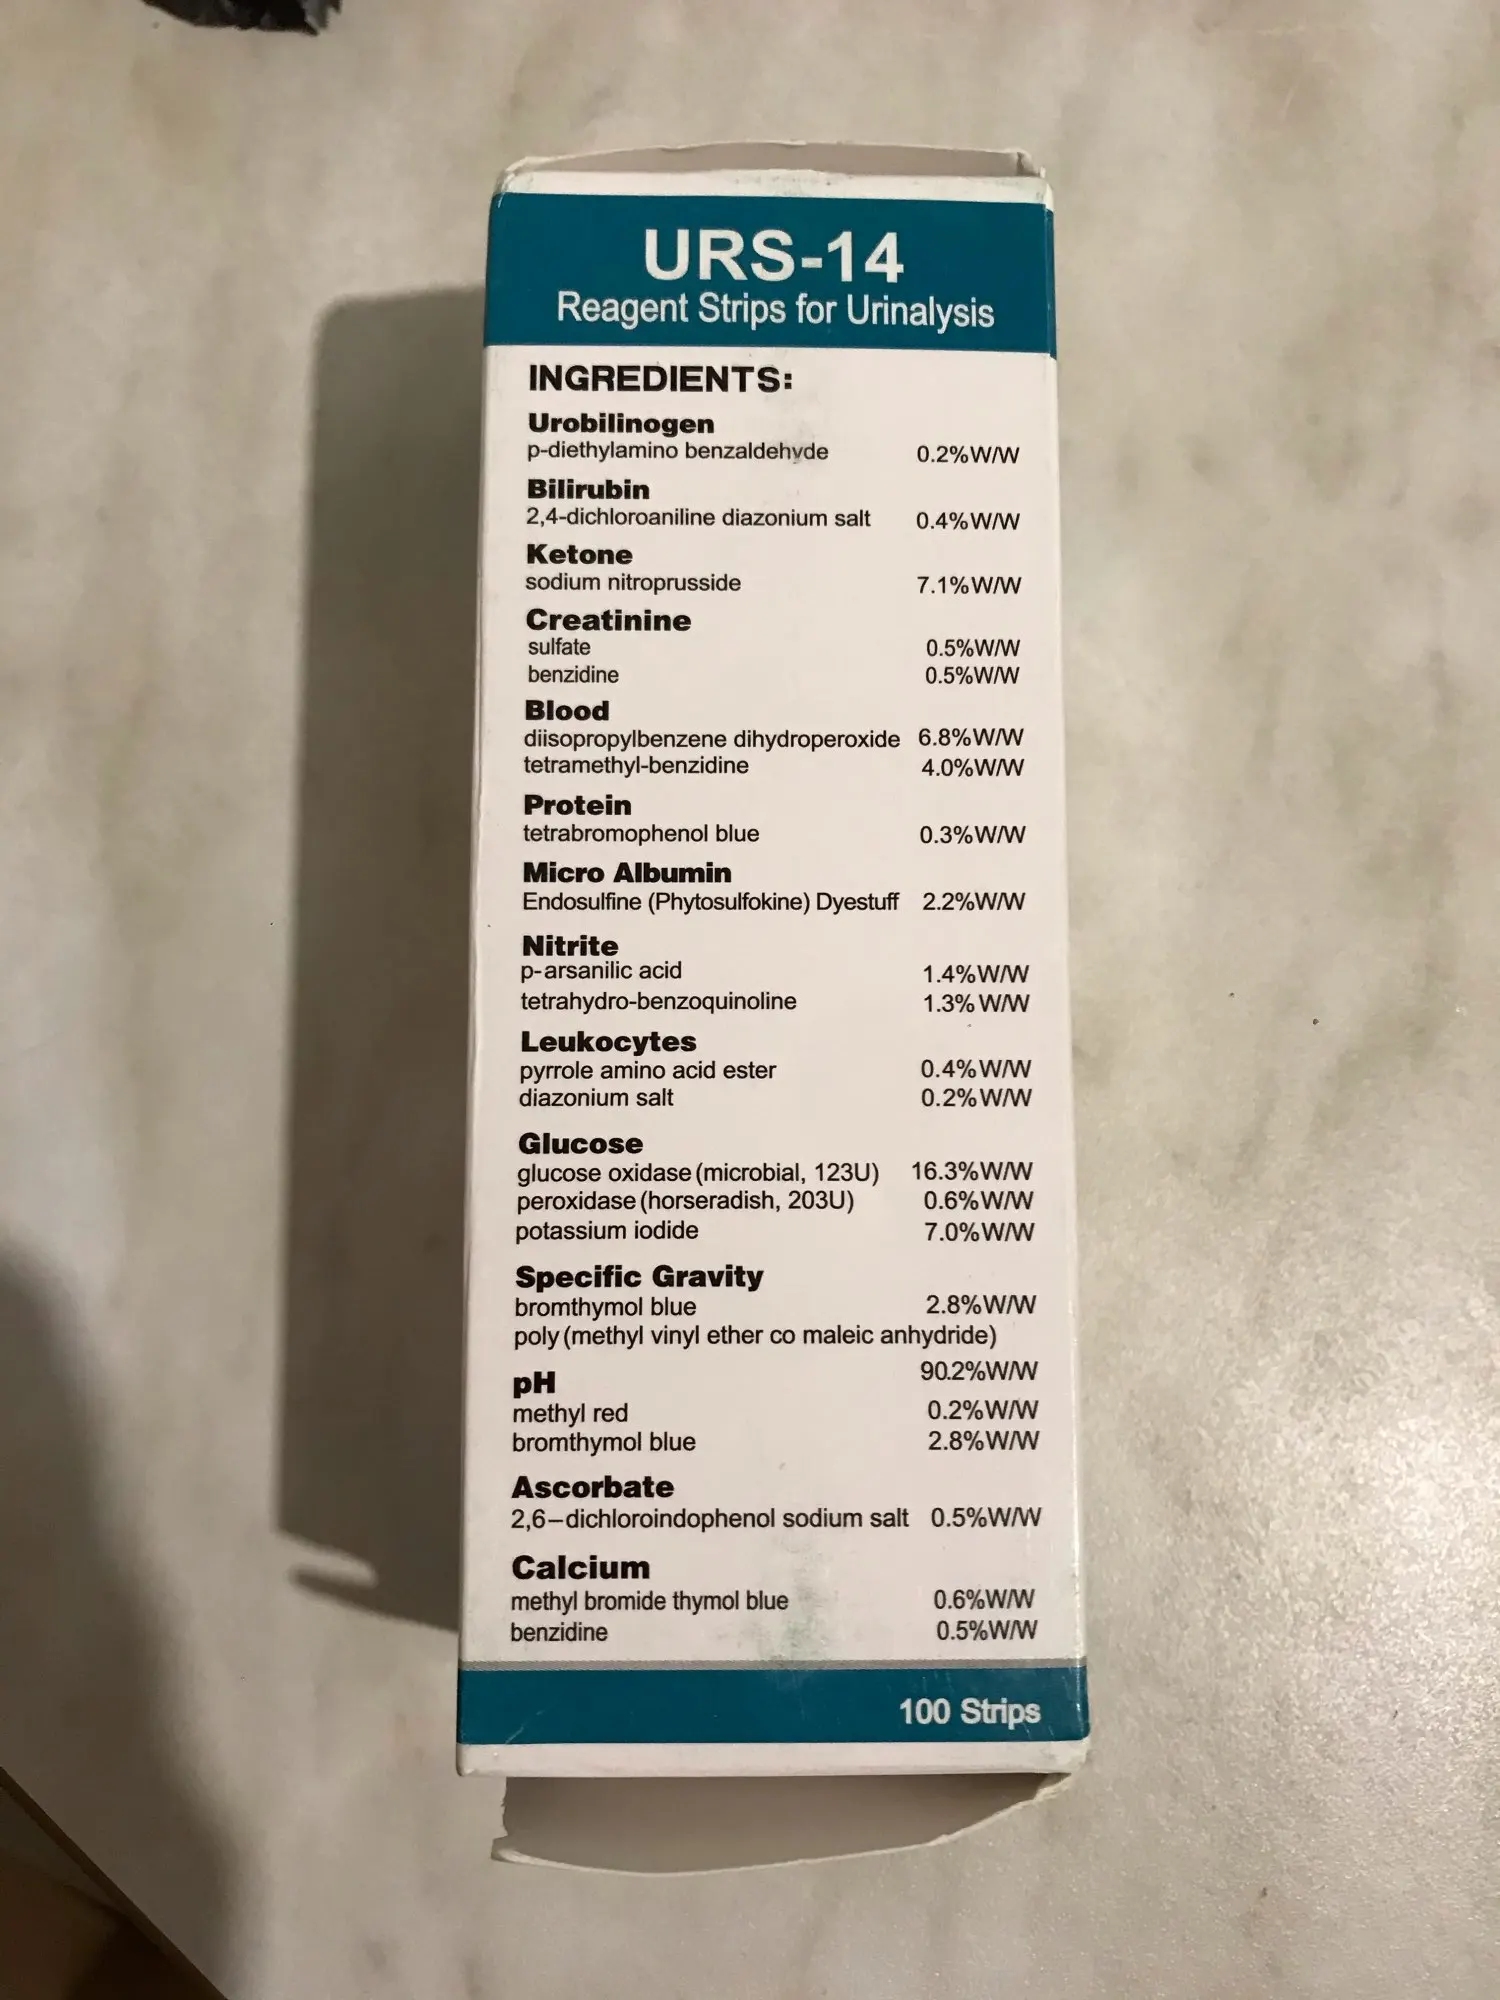 URS-14
Reagent Strips for Urinalysis
INGREDIENTS:
Urobilinogen
p-diethylamino benzaldehyde 0.2%W/W
Bilirubin
2,4-dichloroaniline diazonium salt 0.4%W/W
Ketone
sodium nitroprusside 7.1%W/W
Creatinine
sulfate 0.5%W/W
benzidine 0.5%W/W
Blood
diisopropylbenzene dihydroperoxide 6.8%W/W
tetramethyl-benzidine 4.0%W/W
Protein
tetrabromophenol blue 0.3%W/W
Micro Albumin
Endosulfine (Phytosulfokine) Dyestuff 2.2%W/W
Nitrite
p-arsanilic acid 1.4%W/W
tetrahydro-benzoquinoline 1.3% W/W
Leukocytes
pyrrole amino acid ester 0.4%W/W
diazonium salt 0.2%W/W
Glucose
glucose oxidase (microbial, 123U) 16.3%W/W
peroxidase (horseradish, 203U) 0.6%W/W
potassium iodide 7.0%W/W
Specific Gravity
bromthymol blue 2.8%W/W
poly (methyl vinyl ether co maleic anhydride)
90.2%W/W
pH
methyl red 0.2%W/W
bromthymol blue 2.8%W/W
Ascorbate
2,6–dichloroindophenol sodium salt 0.5%W/W
Calcium
methyl bromide thymol blue 0.6%W/W
benzidine 0.5%W/W
100 Strips